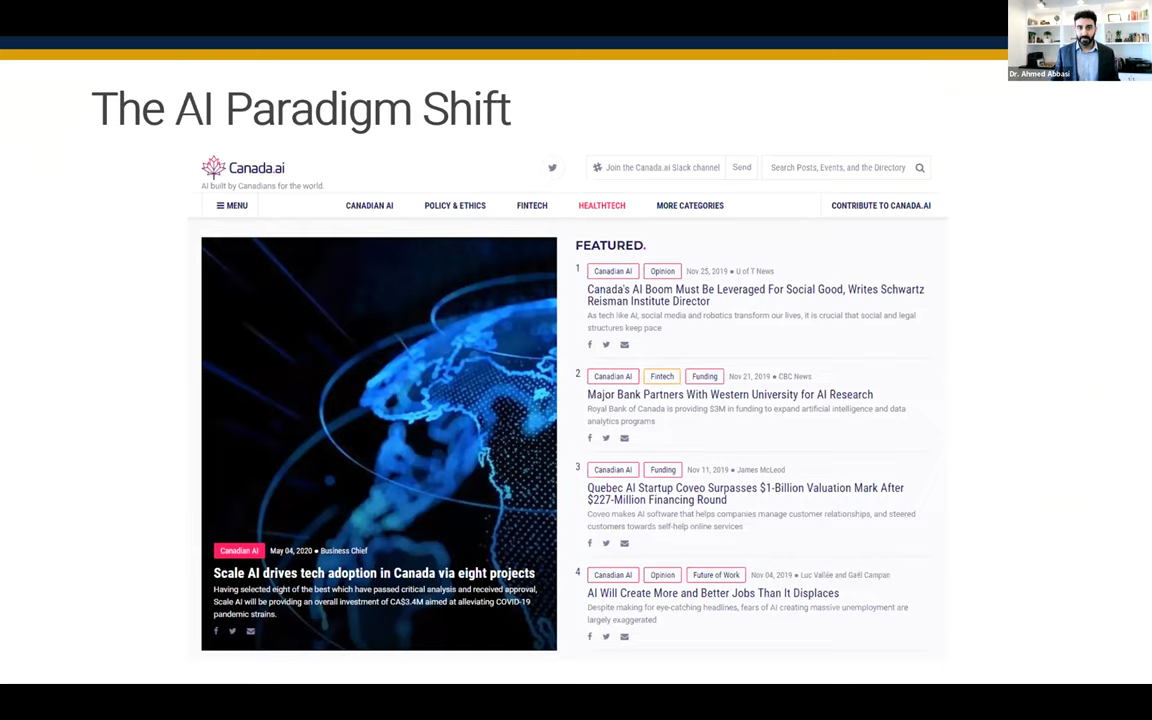 Dr. Ahmed Abbasi
The AI Paradigm Shift
Canada.ai
AI built by Canadians for the world.
Join the Canada.ai Slack channel
Send
Search Posts, Events, and the Directory
MENU
CANADIAN AI
POLICY & ETHICS
FINTECH
HEALTHTECH
MORE CATEGORIES
CONTRIBUTE TO CANADA.AI
Canadian AI May 04, 2020 ● Business Chief
Scale AI drives tech adoption in Canada via eight projects
Having selected eight of the best which have passed critical analysis and received approval,
Scale AI will be providing an overall investment of CA$3.4M aimed at alleviating COVID-19
pandemic strains.
FEATURED.
1 Canadian AI Opinion Nov 25, 2019 ● U of T News
Canada's AI Boom Must Be Leveraged For Social Good, Writes Schwartz
Reisman Institute Director
As tech like AI, social media and robotics transform our lives, it is crucial that social and legal
structures keep pace
2 Canadian AI Fintech Funding Nov 21, 2019 ● CBC News
Major Bank Partners With Western University for AI Research
Royal Bank of Canada is providing $3M in funding to expand artificial intelligence and data
analytics programs
3 Canadian AI Funding Nov 11, 2019 ● James McLeod
Quebec AI Startup Coveo Surpasses $1-Billion Valuation Mark After
$227-Million Financing Round
Coveo makes AI software that helps companies manage customer relationships, and steered
customers towards self-help online services
4 Canadian AI Opinion Future of Work Nov 04, 2019 ● Luc Vallée and Gaël Campan
AI Will Create More and Better Jobs Than It Displaces
Despite making for eye-catching headlines, fears of AI creating massive unemployment are
largely exaggerated